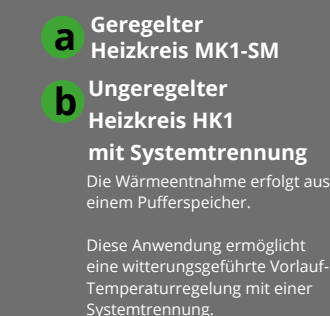 a Geregelter
Heizkreis MK1-SM
b Ungeregelter
Heizkreis HK1
mit Systemtrennung
Die Wärmeentnahme erfolgt aus
einem Pufferspeicher.
Diese Anwendung ermöglicht
eine witterungsgeführte Vorlauf-
Temperaturregelung mit einer
Systemtrennung.